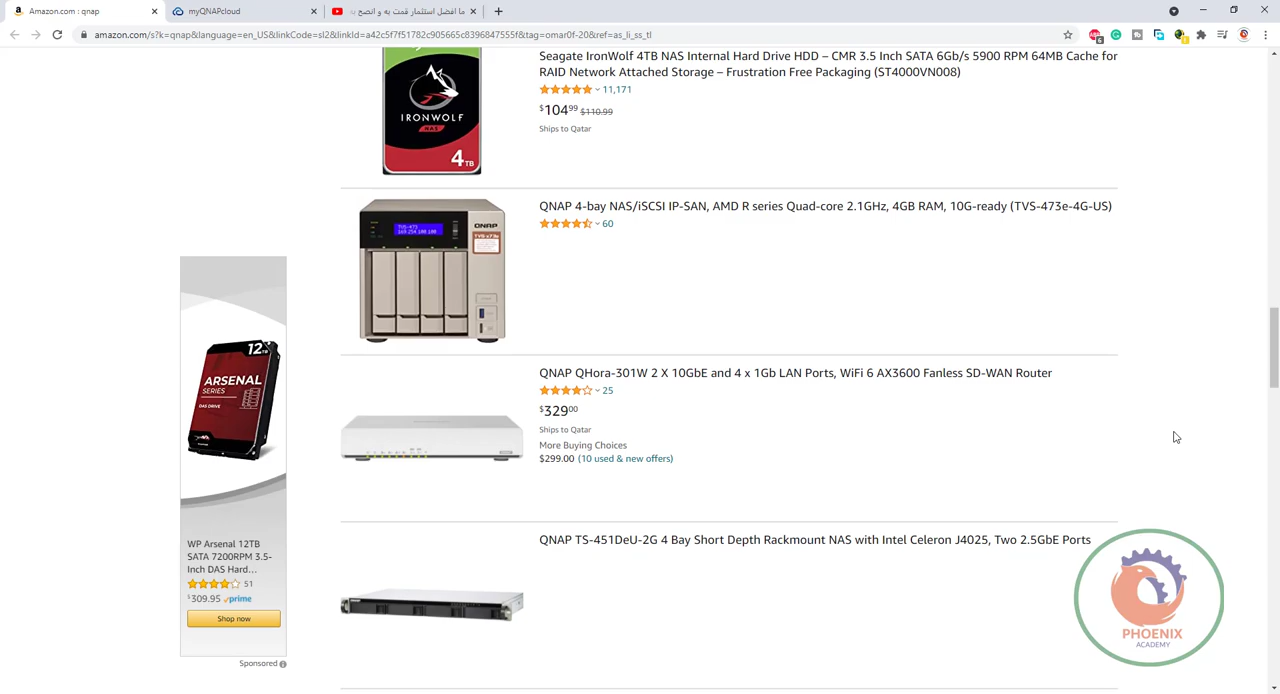 Amazon.com : qnap
myQNAPcloud
ما افضل استثمار قمت به و انصح با
amazon.com/s?k=qnap&language=en_US&linkCode=sl2&linkId=a42c5f7f51782c905665c8396847555f&tag=omar0f-20&ref=as_li_ss_tl
Seagate IronWolf 4TB NAS Internal Hard Drive HDD – CMR 3.5 Inch SATA 6Gb/s 5900 RPM 64MB Cache for
RAID Network Attached Storage – Frustration Free Packaging (ST4000VN008)
11,171
$104.99 $110.99
Ships to Qatar
IRONWOLF
NAS
4TB
QNAP 4-bay NAS/iSCSI IP-SAN, AMD R series Quad-core 2.1GHz, 4GB RAM, 10G-ready (TVS-473e-4G-US)
60
QNAP
TVS-473
QNAP QHora-301W 2 X 10GbE and 4 x 1Gb LAN Ports, WiFi 6 AX3600 Fanless SD-WAN Router
25
$329.00
Ships to Qatar
More Buying Choices
$299.00 (10 used & new offers)
QNAP TS-451DeU-2G 4 Bay Short Depth Rackmount NAS with Intel Celeron J4025, Two 2.5GbE Ports
12TB
ARSENAL
SERIES
DAS DRIVE
WP Arsenal 12TB
SATA 7200RPM 3.5-
Inch DAS Hard...
51
$309.95 prime
Shop now
Sponsored
PHOENIX
ACADEMY